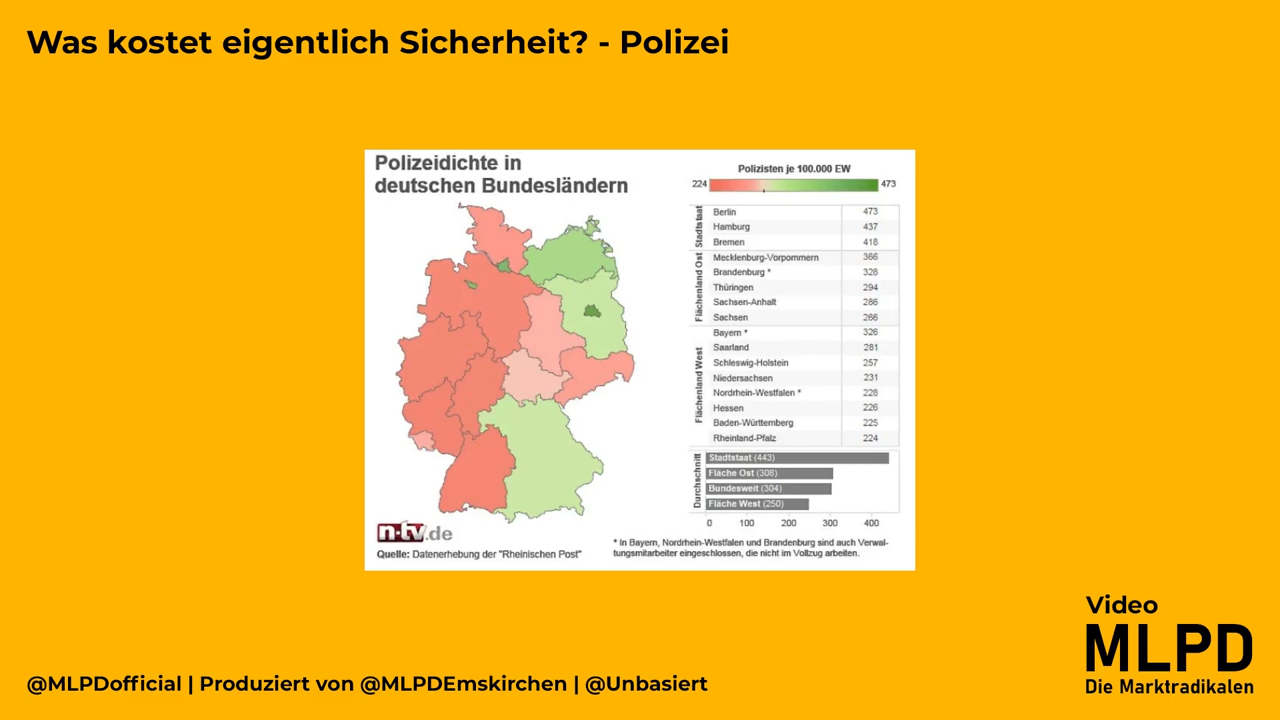 Was kostet eigentlich Sicherheit? - Polizei
Polizeidichte in
deutschen Bundesländern
Polizisten je 100.000 EW
224 473
Stadtstaat
Berlin 473
Hamburg 437
Bremen 418
Flächenland Ost
Mecklenburg-Vorpommern 366
Brandenburg * 328
Thüringen 294
Sachsen-Anhalt 286
Sachsen 266
Flächenland West
Bayern * 326
Saarland 281
Schleswig-Holstein 257
Niedersachsen 231
Nordrhein-Westfalen * 228
Hessen 226
Baden-Württemberg 225
Rheinland-Pfalz 224
Durchschnitt
Stadtstaat (443)
Fläche Ost (308)
Bundesweit (304)
Fläche West (250)
0 100 200 300 400
n-tv.de
Quelle: Datenerhebung der "Rheinischen Post"
* In Bayern, Nordrhein-Westfalen und Brandenburg sind auch Verwal-
tungsmitarbeiter eingeschlossen, die nicht im Vollzug arbeiten.
Video
MLPD
Die Marktradikalen
@MLPDofficial | Produziert von @MLPDEmskirchen | @Unbasiert